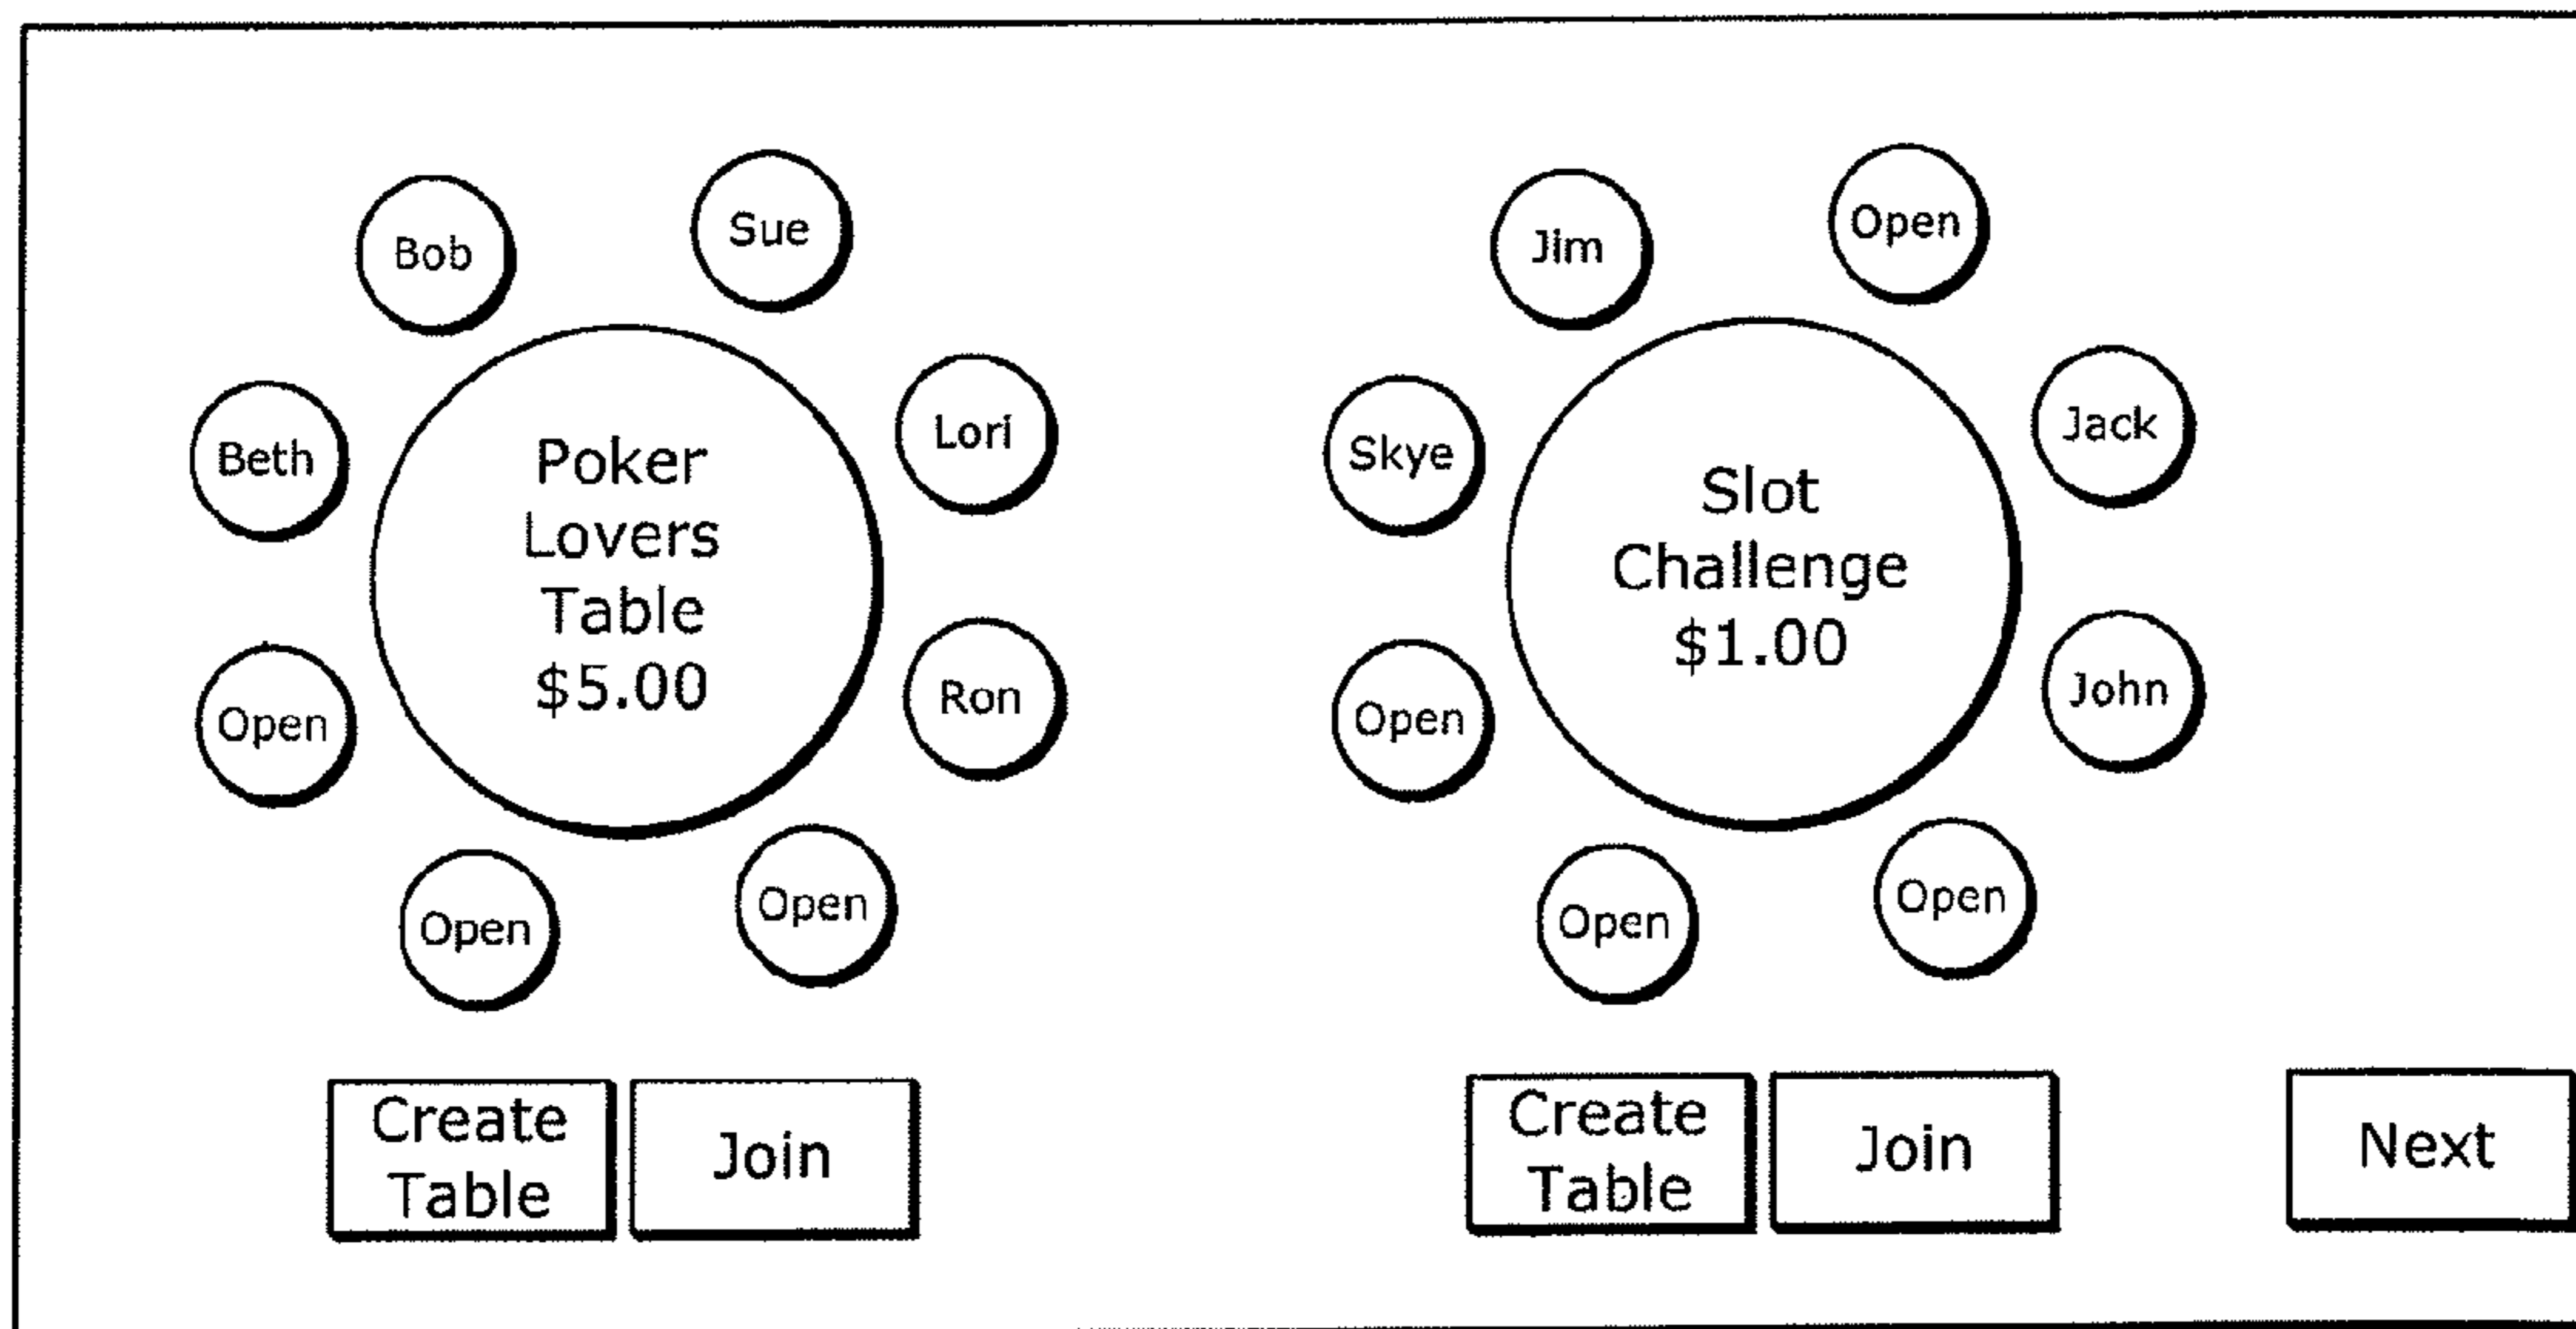 Bob
Sue
Beth
Lori
Poker
Lovers
Table
$5.00
Open
Ron
Open
Open
Create
Table
Join
Jim
Open
Skye
Jack
Slot
Challenge
$1.00
Open
John
Open
Open
Create
Table
Join
Next